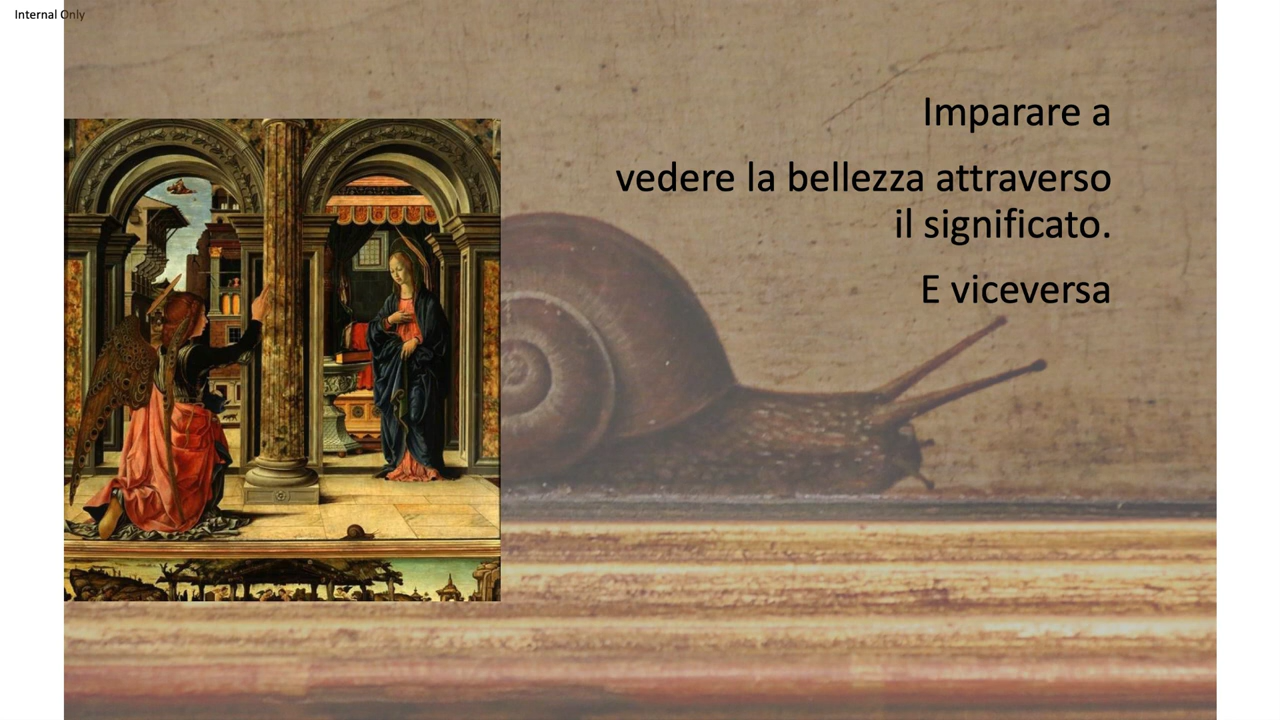 Internal Only
Imparare a
vedere la bellezza attraverso
il significato.
E viceversa